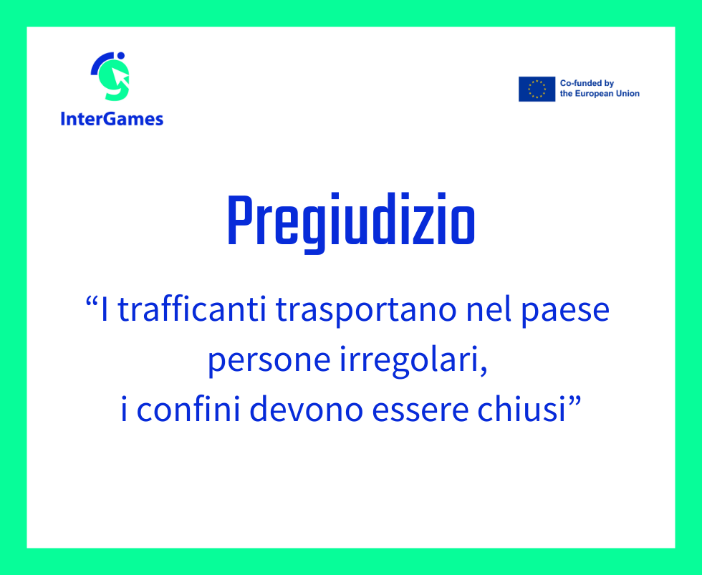 InterGames
Co-funded by
the European Union
Pregiudizio
“I trafficanti trasportano nel paese
persone irregolari,
i confini devono essere chiusi”